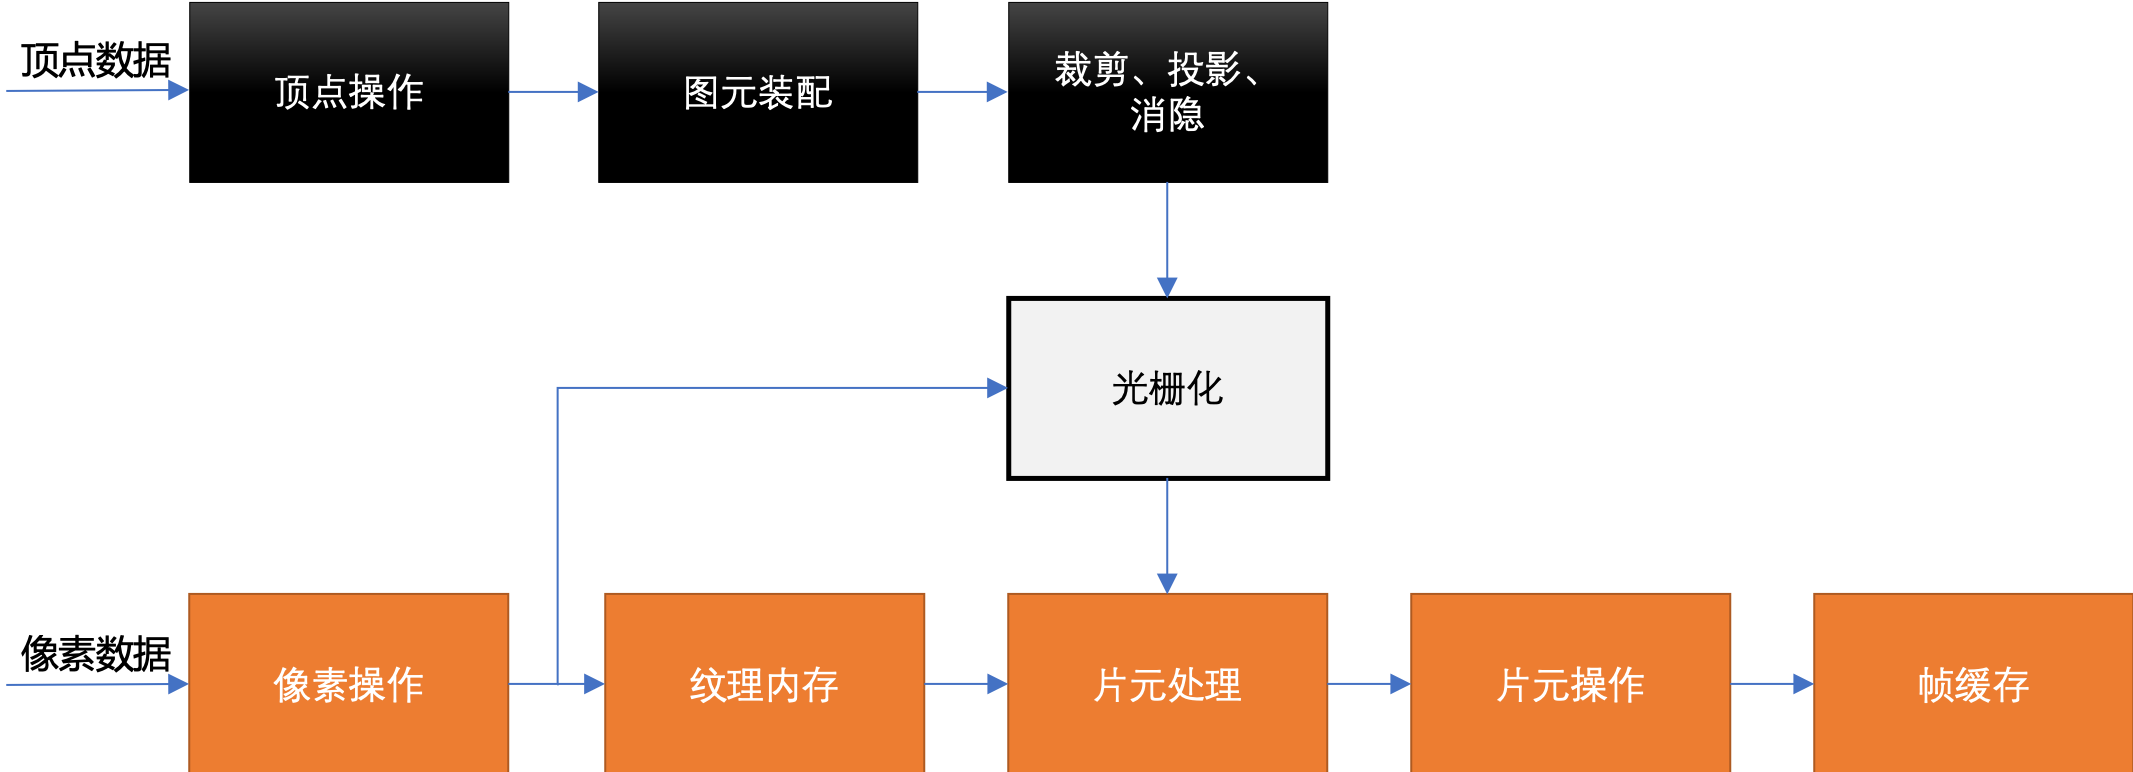 顶点数据
顶点操作
图元装配
裁剪、投影、
消隐
光栅化
像素数据
像素操作
纹理内存
片元处理
片元操作
帧缓存